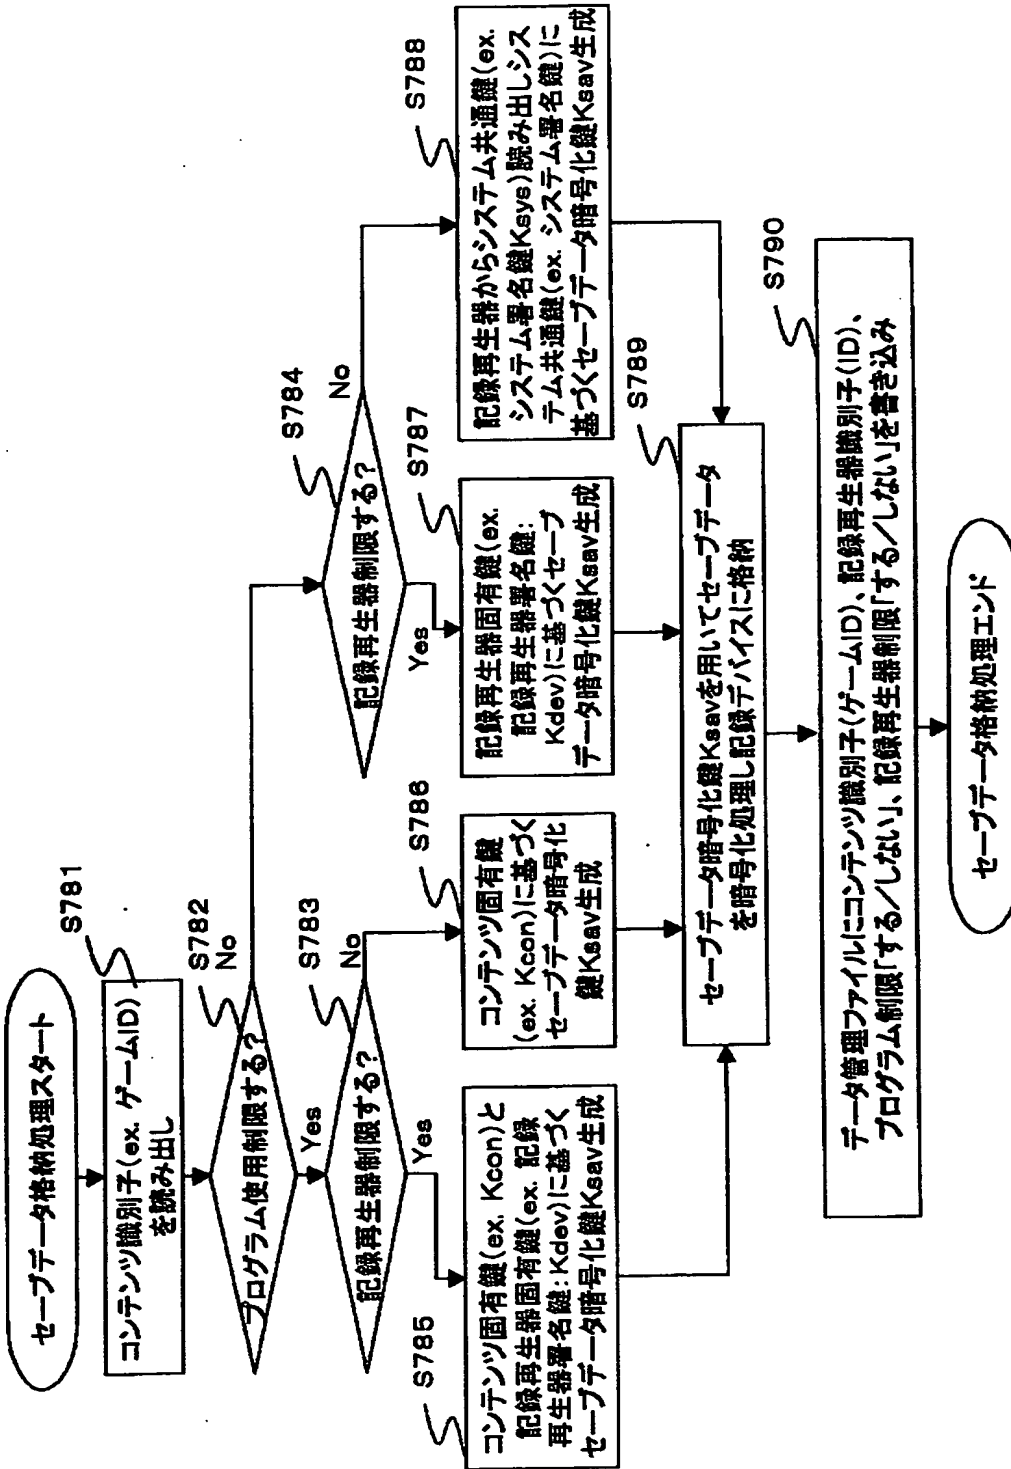 セーブデータ格納処理スタート
S781
コンテンツ識別子(ex. ゲームID)
を読み出し
S782
プログラム使用制限する?
No
Yes
S783
記録再生器制限する?
No
Yes
S784
記録再生器制限する?
No
Yes
S785
コンテンツ固有鍵(ex. Kcon)と
記録再生器固有鍵(ex. 記録
再生器署名鍵:Kdev)に基づく
セーブデータ暗号化鍵Ksav生成
S786
コンテンツ固有鍵
(ex. Kcon)に基づく
セーブデータ暗号化
鍵Ksav生成
S787
記録再生器固有鍵(ex.
記録再生器署名鍵:
Kdev)に基づくセーブ
データ暗号化鍵Ksav生成
S788
記録再生器からシステム共通鍵(ex.
システム署名鍵Ksys)読み出しシス
テム共通鍵(ex. システム署名鍵)に
基づくセーブデータ暗号化鍵Ksav生成
S789
セーブデータ暗号化鍵Ksavを用いてセーブデータ
を暗号化処理し記録デバイスに格納
S790
データ管理ファイルにコンテンツ識別子(ゲームID)、記録再生器識別子(ID)、
プログラム制限「する/しない」、記録再生器制限「する/しない」を書き込み
セーブデータ格納処理エンド